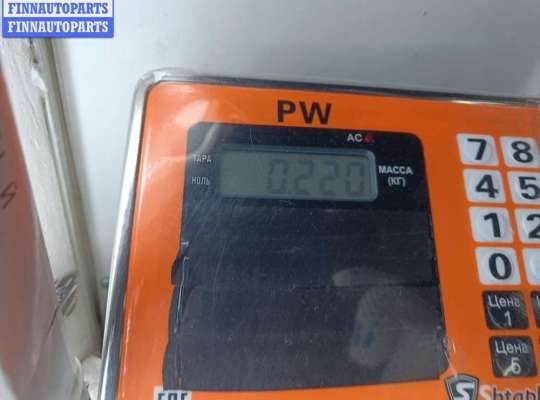 FINNAUTOPARTS
FINNAUTOPARTS
PW
AC
ТАРА
НОЛЬ
0.220
МАССА
(КГ)
7 8
4 5
1 2
0
Цена
1
Цена
5
EAC